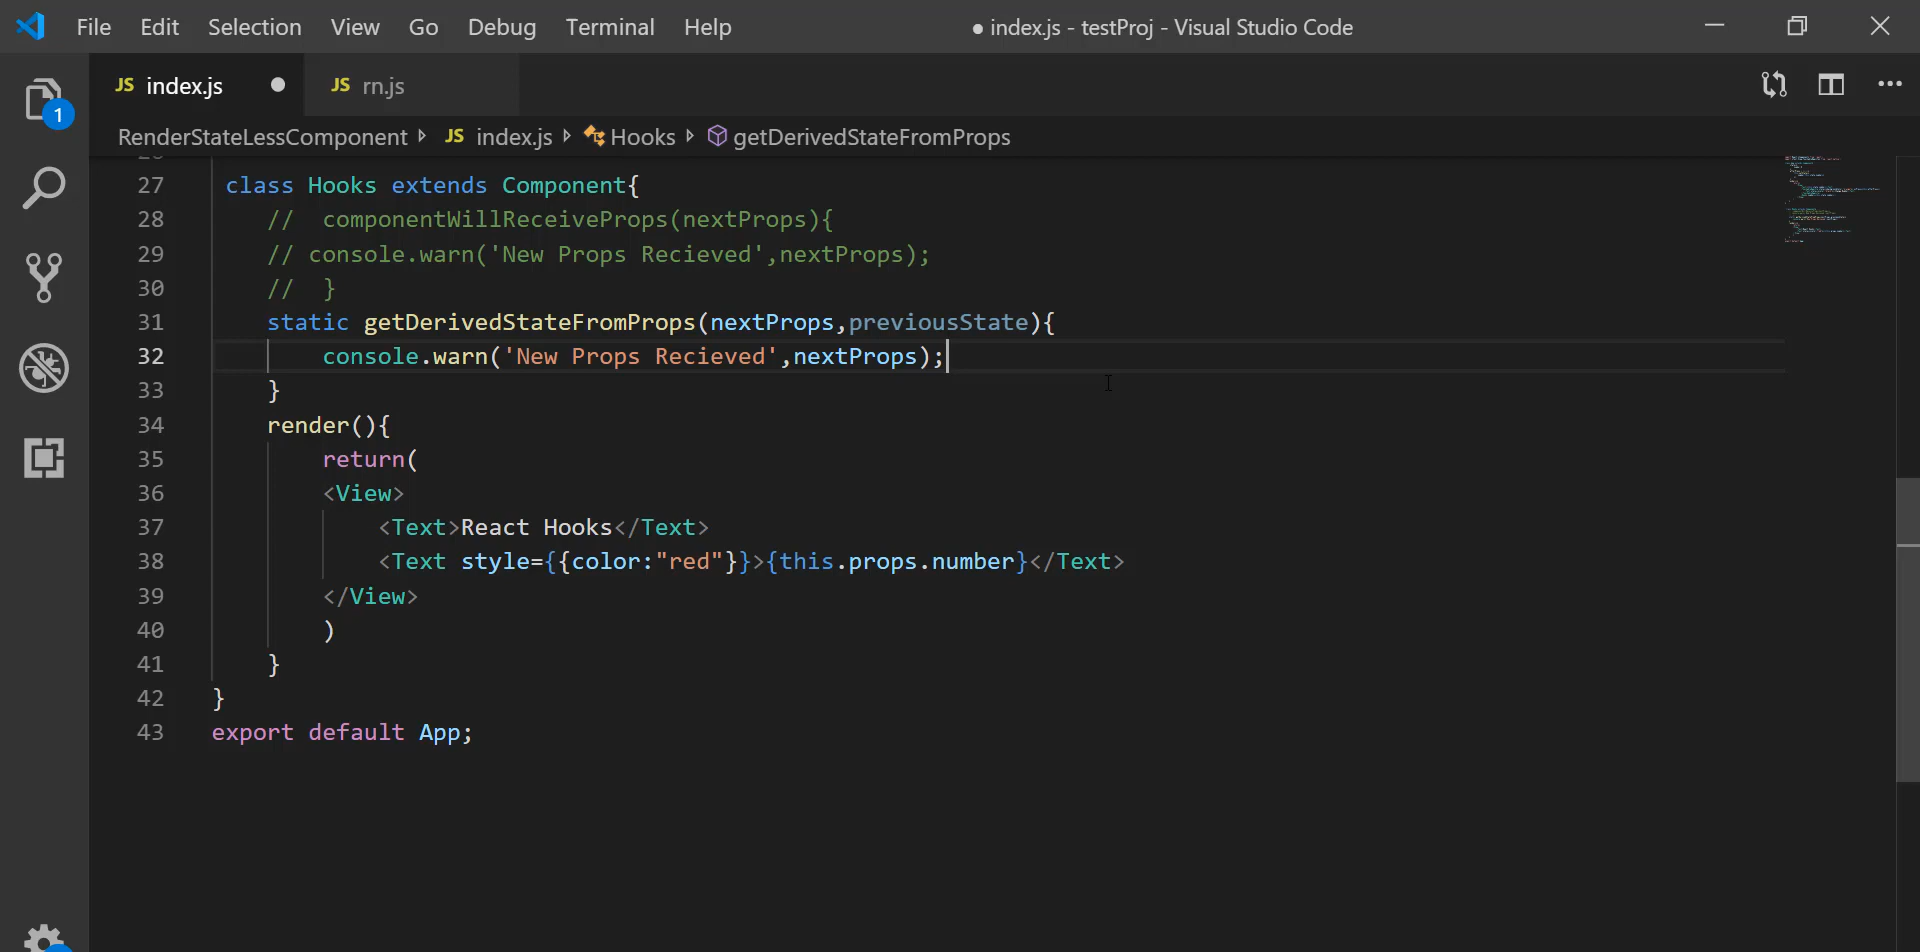 File Edit Selection View Go Debug Terminal Help
● index.js - testProj - Visual Studio Code
JS index.js ●
JS rn.js
1
RenderStateLessComponent
JS index.js
Hooks
getDerivedStateFromProps
27 class Hooks extends Component{
28 // componentWillReceiveProps(nextProps){
29 // console.warn('New Props Recieved',nextProps);
30 // }
31 static getDerivedStateFromProps(nextProps,previousState){
32 console.warn('New Props Recieved',nextProps);
33 }
34 render(){
35 return(
36 <View>
37 <Text>React Hooks</Text>
38 <Text style={{color:"red"}}>{this.props.number}</Text>
39 </View>
40 )
41 }
42 }
43 export default App;